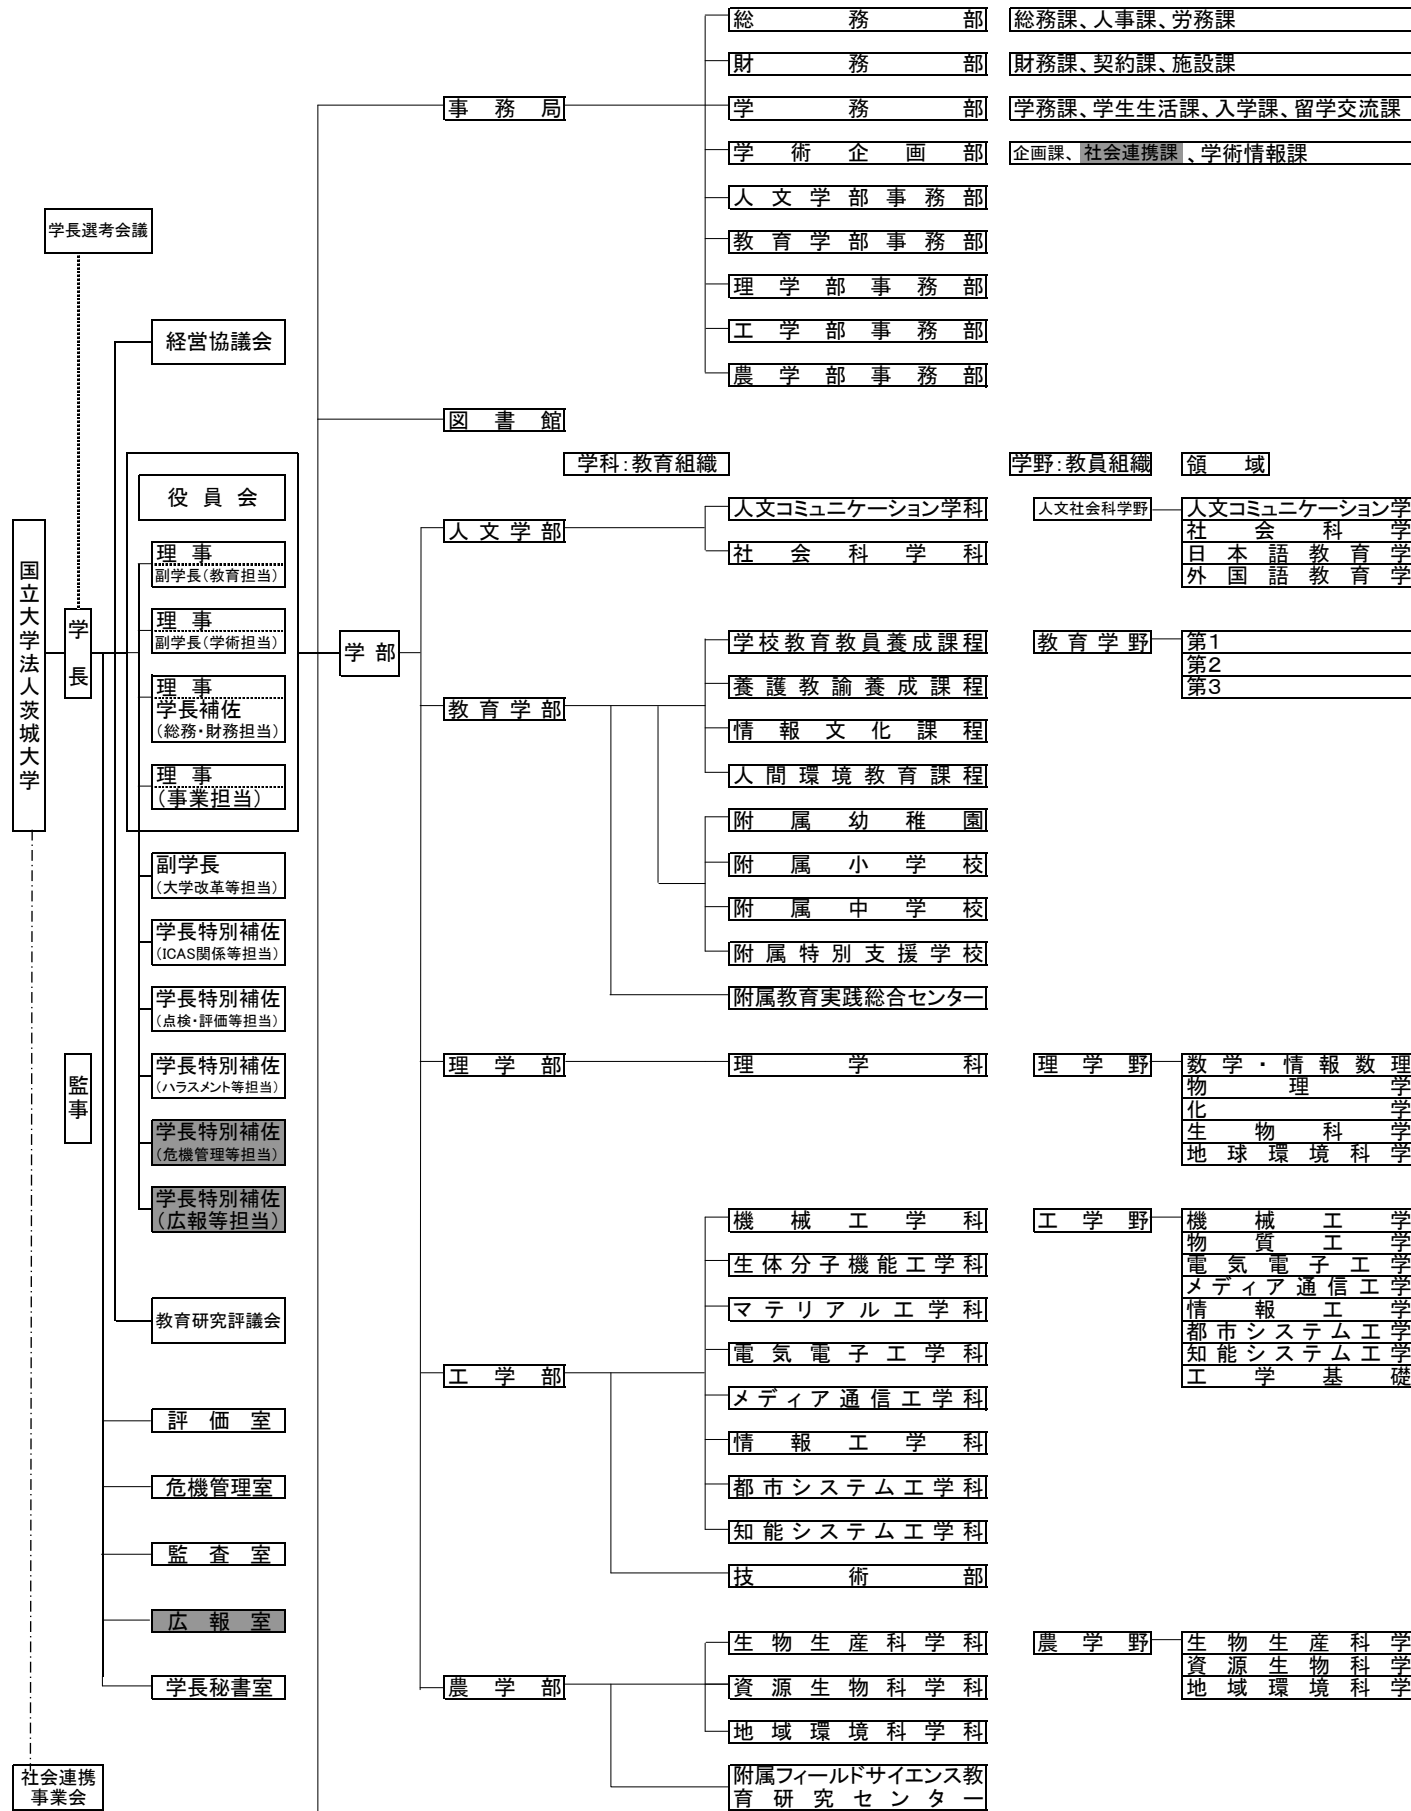 総務部
総務課、人事課、労務課
財務部
財務課、契約課、施設課
事務局
学務部
学務課、学生生活課、入学課、留学交流課
学術企画部
企画課、社会連携課、学術情報課
人文学部事務部
教育学部事務部
理学部事務部
工学部事務部
農学部事務部
学長選考会議
経営協議会
図書館
学科:教育組織
学野:教員組織
領域
国立大学法人茨城大学
学長
監事
社会連携
事業会
役員会
理事
副学長(教育担当)
理事
副学長(学術担当)
理事
学長補佐
(総務・財務担当)
理事
(事業担当)
副学長
(大学改革等担当)
学長特別補佐
(ICAS関係等担当)
学長特別補佐
(点検・評価等担当)
学長特別補佐
(ハラスメント等担当)
学長特別補佐
(危機管理等担当)
学長特別補佐
(広報等担当)
教育研究評議会
評価室
危機管理室
監査室
広報室
学長秘書室
学部
人文学部
人文コミュニケーション学科
社会科学科
人文社会科学野
人文コミュニケーション学
社会科学
日本語教育学
外国語教育学
教育学部
学校教育教員養成課程
養護教諭養成課程
情報文化課程
人間環境教育課程
附属幼稚園
附属小学校
附属中学校
附属特別支援学校
附属教育実践総合センター
教育学野
第1
第2
第3
理学部
理学科
理学野
数学・情報数理
物理学
化学
生物科学
地球環境科学
工学部
機械工学科
生体分子機能工学科
マテリアル工学科
電気電子工学科
メディア通信工学科
情報工学科
都市システム工学科
知能システム工学科
技術部
工学野
機械工学
物質工学
電気電子工学
メディア通信工学
情報工学
都市システム工学
知能システム工学
工学基礎
農学部
生物生産科学科
資源生物科学科
地域環境科学科
附属フィールドサイエンス教
育研究センター
農学野
生物生産科学
資源生物科学
地域環境科学